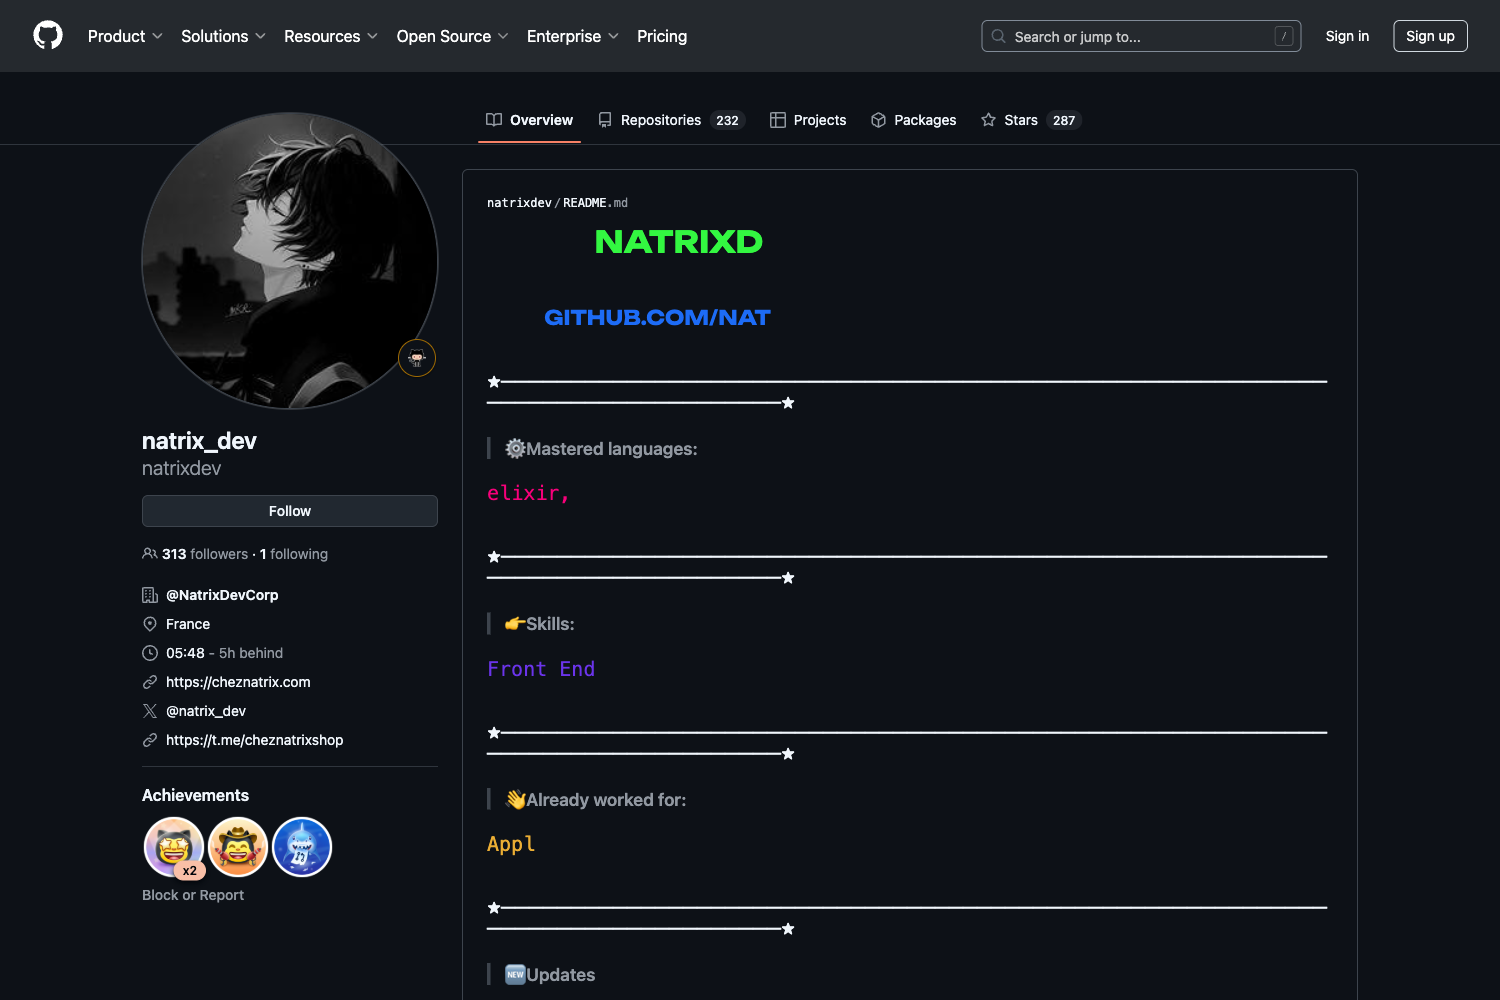 Product
Solutions
Resources
Open Source
Enterprise
Pricing
Search or jump to...
/
Sign in
Sign up
Overview
Repositories 232
Projects
Packages
Stars 287
natrix_dev
natrixdev
Follow
313 followers · 1 following
@NatrixDevCorp
France
05:48 - 5h behind
https://cheznatrix.com
@natrix_dev
https://t.me/cheznatrixshop
Achievements
x2
Block or Report
natrixdev/README.md
NATRIXD
GITHUB.COM/NAT
Mastered languages:
elixir,
Skills:
Front End
Already worked for:
Appl
NEW Updates